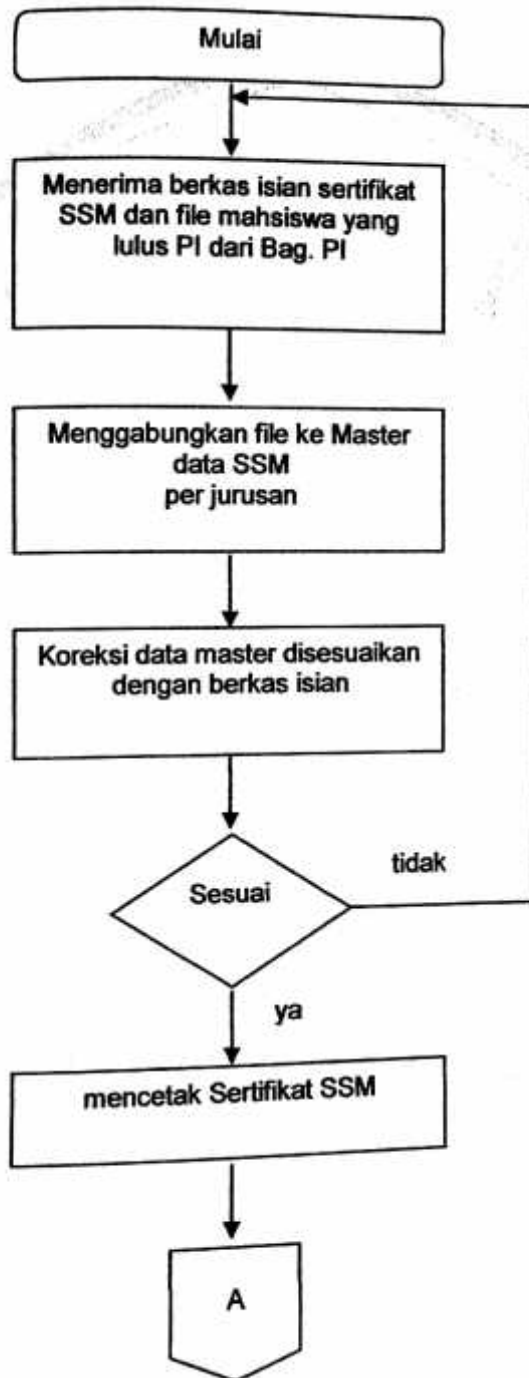 Mulai
Menerima berkas isian sertifikat
SSM dan file mahsiswa yang
lulus PI dari Bag. PI
Menggabungkan file ke Master
data SSM
per jurusan
Koreksi data master disesuaikan
dengan berkas isian
Sesuai
tidak
ya
mencetak Sertifikat SSM
A